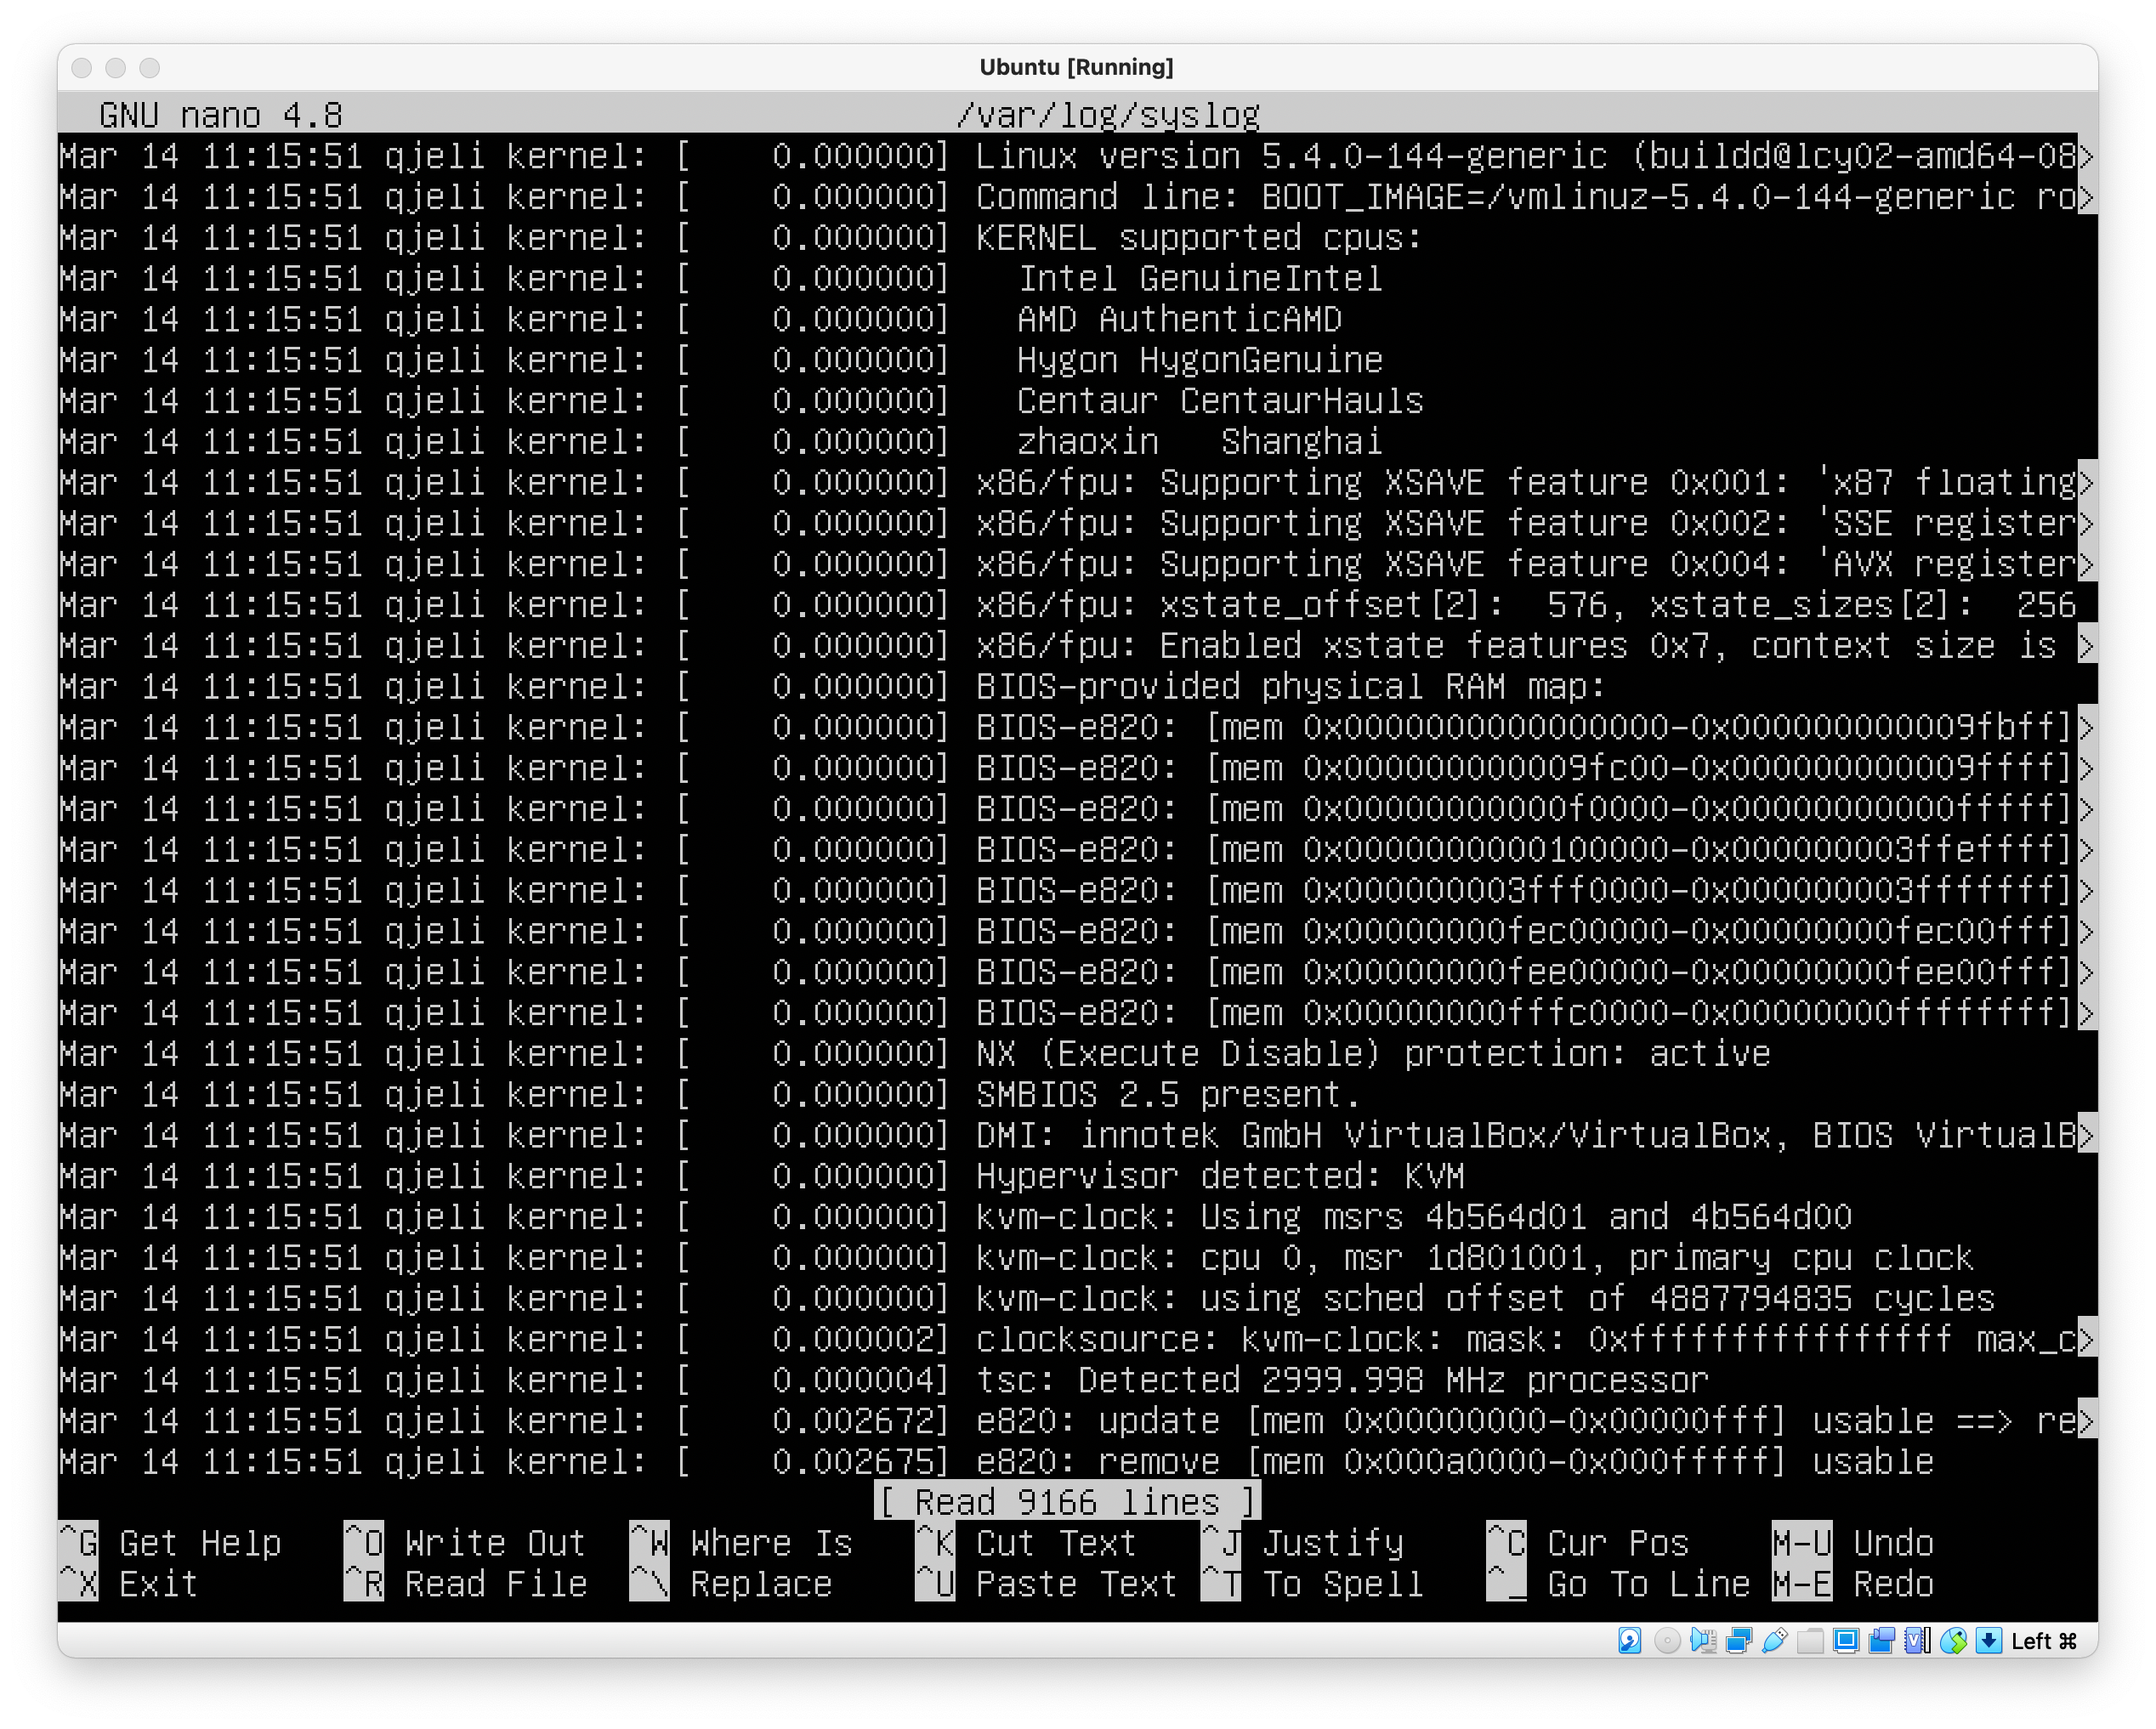 Ubuntu [Running]
GNU nano 4.8 /var/log/syslog
Mar 14 11:15:51 qjeli kernel: [    0.000000] Linux version 5.4.0-144-generic (buildd@lcy02-amd64-08>
Mar 14 11:15:51 qjeli kernel: [    0.000000] Command line: BOOT_IMAGE=/vmlinuz-5.4.0-144-generic ro>
Mar 14 11:15:51 qjeli kernel: [    0.000000] KERNEL supported cpus:
Mar 14 11:15:51 qjeli kernel: [    0.000000]   Intel GenuineIntel
Mar 14 11:15:51 qjeli kernel: [    0.000000]   AMD AuthenticAMD
Mar 14 11:15:51 qjeli kernel: [    0.000000]   Hygon HygonGenuine
Mar 14 11:15:51 qjeli kernel: [    0.000000]   Centaur CentaurHauls
Mar 14 11:15:51 qjeli kernel: [    0.000000]   zhaoxin   Shanghai
Mar 14 11:15:51 qjeli kernel: [    0.000000] x86/fpu: Supporting XSAVE feature 0x001: 'x87 floating>
Mar 14 11:15:51 qjeli kernel: [    0.000000] x86/fpu: Supporting XSAVE feature 0x002: 'SSE register>
Mar 14 11:15:51 qjeli kernel: [    0.000000] x86/fpu: Supporting XSAVE feature 0x004: 'AVX register>
Mar 14 11:15:51 qjeli kernel: [    0.000000] x86/fpu: xstate_offset[2]:  576, xstate_sizes[2]:  256
Mar 14 11:15:51 qjeli kernel: [    0.000000] x86/fpu: Enabled xstate features 0x7, context size is >
Mar 14 11:15:51 qjeli kernel: [    0.000000] BIOS-provided physical RAM map:
Mar 14 11:15:51 qjeli kernel: [    0.000000] BIOS-e820: [mem 0x0000000000000000-0x000000000009fbff]>
Mar 14 11:15:51 qjeli kernel: [    0.000000] BIOS-e820: [mem 0x000000000009fc00-0x000000000009ffff]>
Mar 14 11:15:51 qjeli kernel: [    0.000000] BIOS-e820: [mem 0x00000000000f0000-0x00000000000fffff]>
Mar 14 11:15:51 qjeli kernel: [    0.000000] BIOS-e820: [mem 0x0000000000100000-0x000000003ffeffff]>
Mar 14 11:15:51 qjeli kernel: [    0.000000] BIOS-e820: [mem 0x000000003fff0000-0x000000003fffffff]>
Mar 14 11:15:51 qjeli kernel: [    0.000000] BIOS-e820: [mem 0x00000000fec00000-0x00000000fec00fff]>
Mar 14 11:15:51 qjeli kernel: [    0.000000] BIOS-e820: [mem 0x00000000fee00000-0x00000000fee00fff]>
Mar 14 11:15:51 qjeli kernel: [    0.000000] BIOS-e820: [mem 0x00000000fffc0000-0x00000000ffffffff]>
Mar 14 11:15:51 qjeli kernel: [    0.000000] NX (Execute Disable) protection: active
Mar 14 11:15:51 qjeli kernel: [    0.000000] SMBIOS 2.5 present.
Mar 14 11:15:51 qjeli kernel: [    0.000000] DMI: innotek GmbH VirtualBox/VirtualBox, BIOS VirtualB>
Mar 14 11:15:51 qjeli kernel: [    0.000000] Hypervisor detected: KVM
Mar 14 11:15:51 qjeli kernel: [    0.000000] kvm-clock: Using msrs 4b564d01 and 4b564d00
Mar 14 11:15:51 qjeli kernel: [    0.000000] kvm-clock: cpu 0, msr 1d801001, primary cpu clock
Mar 14 11:15:51 qjeli kernel: [    0.000000] kvm-clock: using sched offset of 4887794835 cycles
Mar 14 11:15:51 qjeli kernel: [    0.000002] clocksource: kvm-clock: mask: 0xffffffffffffffff max_c>
Mar 14 11:15:51 qjeli kernel: [    0.000004] tsc: Detected 2999.998 MHz processor
Mar 14 11:15:51 qjeli kernel: [    0.002672] e820: update [mem 0x00000000-0x00000fff] usable ==> re>
Mar 14 11:15:51 qjeli kernel: [    0.002675] e820: remove [mem 0x000a0000-0x000fffff] usable
[ Read 9166 lines ]
^G Get Help   ^O Write Out  ^W Where Is   ^K Cut Text   ^J Justify    ^C Cur Pos    M-U Undo
^X Exit       ^R Read File  ^\ Replace    ^U Paste Text ^T To Spell   ^_ Go To Line M-E Redo
Left ⌘